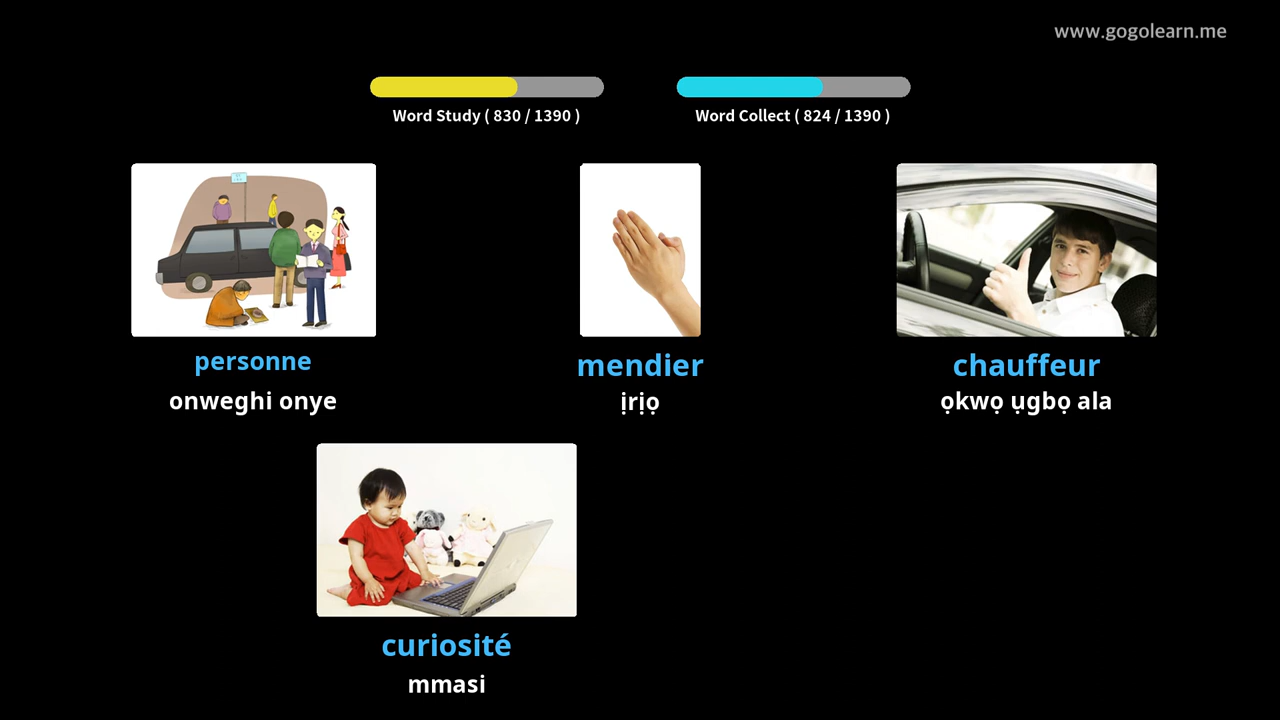 www.gogolearn.me
Word Study ( 830 / 1390 )
Word Collect ( 824 / 1390 )
personne
onweghi onye
mendier
ịrịọ
chauffeur
ọkwọ ụgbọ ala
curiosité
mmasi